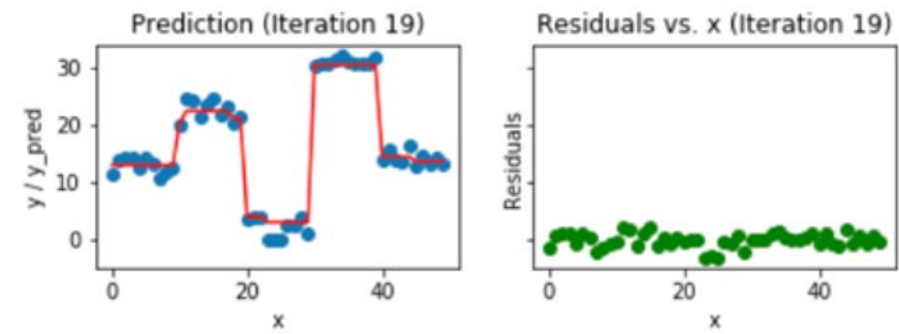 Prediction (Iteration 19)
y / y_pred
30
20
10
0
0
20
40
x
Residuals vs. x (Iteration 19)
Residuals
0
20
40
x